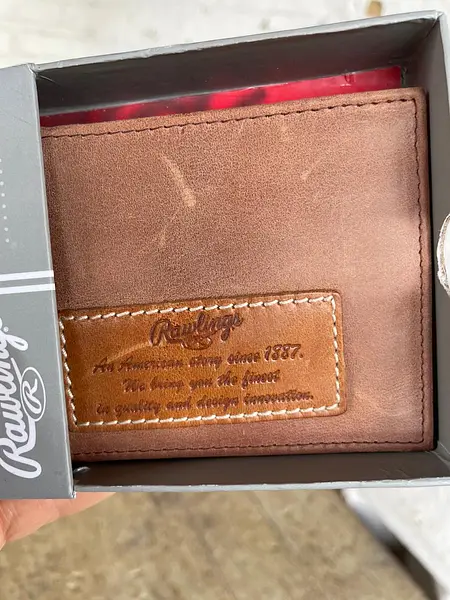 Rawlings
An American story since 1887.
We bring you the finest
in quality and design innovation.
Rawlings
R